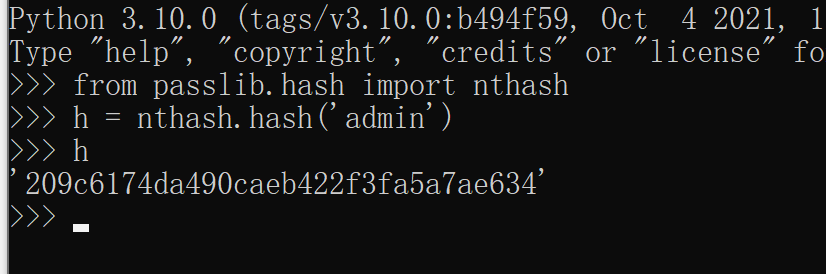 Python 3.10.0 (tags/v3.10.0:b494f59, Oct  4 2021, 1
Type "help", "copyright", "credits" or "license" fo
>>> from passlib.hash import nthash
>>> h = nthash.hash('admin')
>>> h
'209c6174da490caeb422f3fa5a7ae634'
>>>